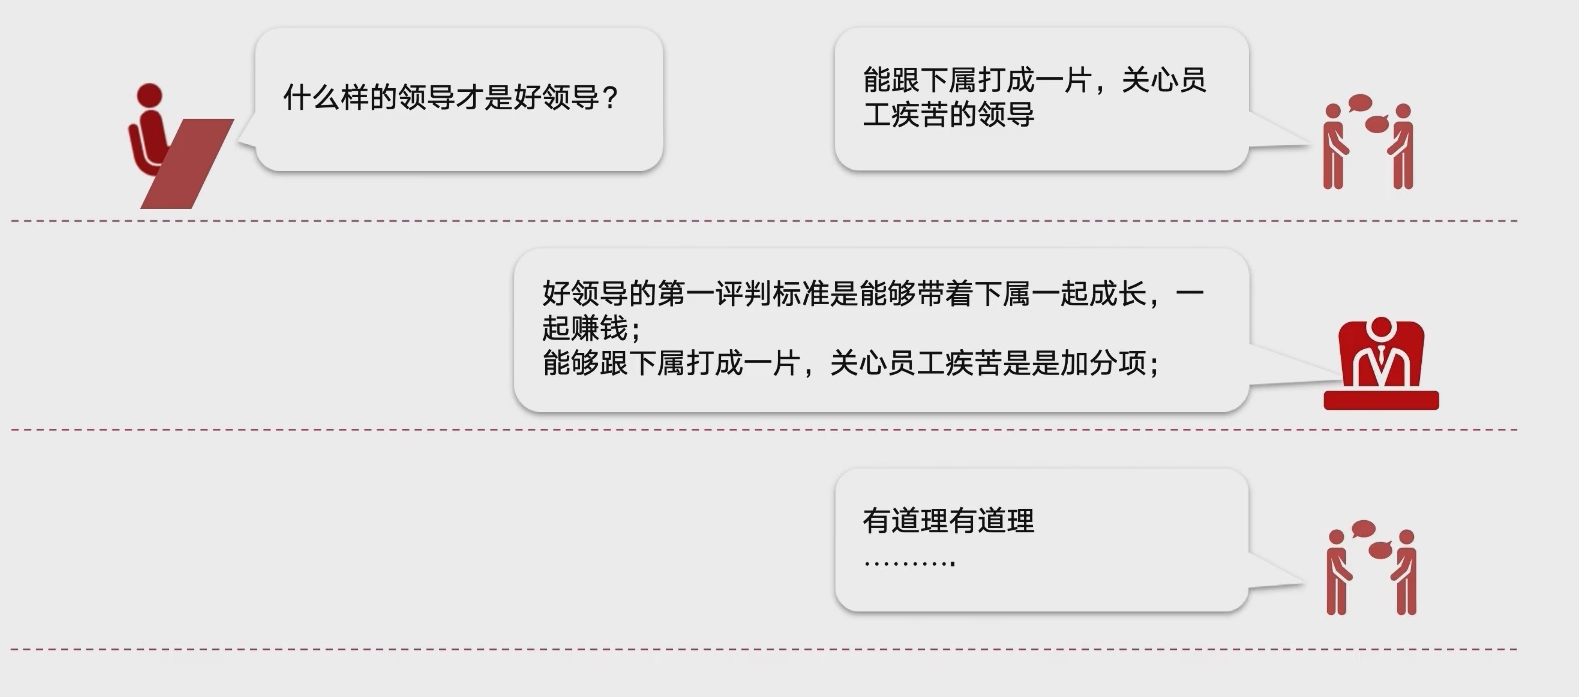 什么样的领导才是好领导？
能跟下属打成一片，关心员
工疾苦的领导
好领导的第一评判标准是能够带着下属一起成长，一
起赚钱；
能够跟下属打成一片，关心员工疾苦是是加分项；
有道理有道理
……….